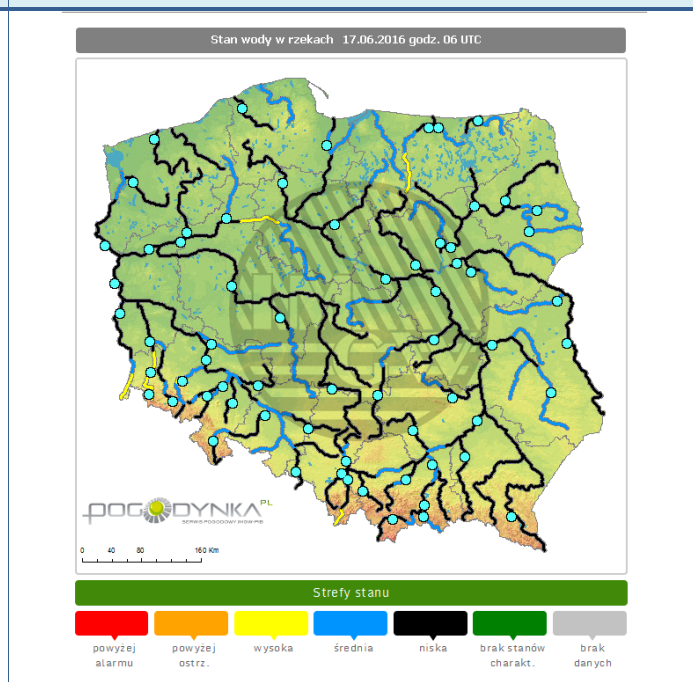 Stan wody w rzekach 17.06.2016 godz. 06 UTC
POGODYNKA.PL
SERWIS POGODOWY IMGW-PIB
0 40 80 160 Km
Strefy stanu
powyżej alarmu
powyżej ostrz.
wysoka
średnia
niska
brak stanów charakt.
brak danych